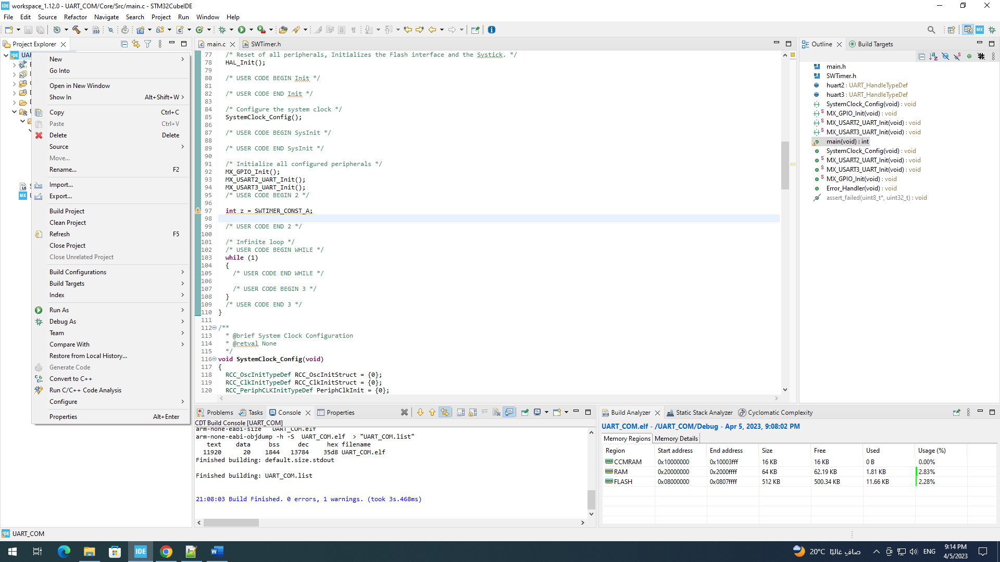 workspace_1.12.0 - UART_COM/Core/Src/main.c - STM32CubeIDE
File Edit Source Refactor Navigate Search Project Run Window Help
Project Explorer
New
Go Into
Open in New Window
Show In Alt+Shift+W
Copy Ctrl+C
Paste Ctrl+V
Delete Delete
Source
Move...
Rename... F2
Import...
Export...
Build Project
Clean Project
Refresh F5
Close Project
Close Unrelated Project
Build Configurations
Build Targets
Index
Run As
Debug As
Team
Compare With
Restore from Local History...
Generate Code
Convert to C++
Run C/C++ Code Analysis
Configure
Properties Alt+Enter
main.c SWTimer.h
77 /* Reset of all peripherals, Initializes the Flash interface and the Systick. */
78 HAL_Init();
79
80 /* USER CODE BEGIN Init */
81
82 /* USER CODE END Init */
83
84 /* Configure the system clock */
85 SystemClock_Config();
86
87 /* USER CODE BEGIN SysInit */
88
89 /* USER CODE END SysInit */
90
91 /* Initialize all configured peripherals */
92 MX_GPIO_Init();
93 MX_USART2_UART_Init();
94 MX_USART3_UART_Init();
95 /* USER CODE BEGIN 2 */
96
97 int z = SWTIMER_CONST_A;
98
99 /* USER CODE END 2 */
100
101 /* Infinite loop */
102 /* USER CODE BEGIN WHILE */
103 while (1)
104 {
105 /* USER CODE END WHILE */
106
107 /* USER CODE BEGIN 3 */
108 }
109 /* USER CODE END 3 */
110 }
111
112 /**
113 * @brief System Clock Configuration
114 * @retval None
115 */
116 void SystemClock_Config(void)
117 {
118 RCC_OscInitTypeDef RCC_OscInitStruct = {0};
119 RCC_ClkInitTypeDef RCC_ClkInitStruct = {0};
120 RCC_PeriphCLKInitTypeDef PeriphClkInit = {0};
Outline Build Targets
main.h
SWTimer.h
huart2 : UART_HandleTypeDef
huart3 : UART_HandleTypeDef
SystemClock_Config(void) : void
MX_GPIO_Init(void) : void
MX_USART2_UART_Init(void) : void
MX_USART3_UART_Init(void) : void
main(void) : int
SystemClock_Config(void) : void
MX_USART2_UART_Init(void) : void
MX_USART3_UART_Init(void) : void
MX_GPIO_Init(void) : void
Error_Handler(void) : void
assert_failed(uint8_t*, uint32_t) : void
Problems Tasks Console Properties
CDT Build Console [UART_COM]
arm-none-eabi-size UART_COM.elf
arm-none-eabi-objdump -h -S UART_COM.elf > "UART_COM.list"
text data bss dec hex filename
11920 20 1844 13784 35d8 UART_COM.elf
Finished building: default.size.stdout
Finished building: UART_COM.list
21:08:03 Build Finished. 0 errors, 1 warnings. (took 3s.468ms)
Build Analyzer Static Stack Analyzer Cyclomatic Complexity
UART_COM.elf - /UART_COM/Debug - Apr 5, 2023, 9:08:02 PM
Memory Regions Memory Details
Region Start address End address Size Free Used Usage (%)
CCMRAM 0x10000000 0x10003fff 16 KB 16 KB 0 B 0.00%
RAM 0x20000000 0x2000ffff 64 KB 62.19 KB 1.81 KB 2.83%
FLASH 0x08000000 0x0807ffff 512 KB 500.34 KB 11.66 KB 2.28%
UART_COM
20°C صافٍ غالبًا ENG 9:14 PM
4/5/2023